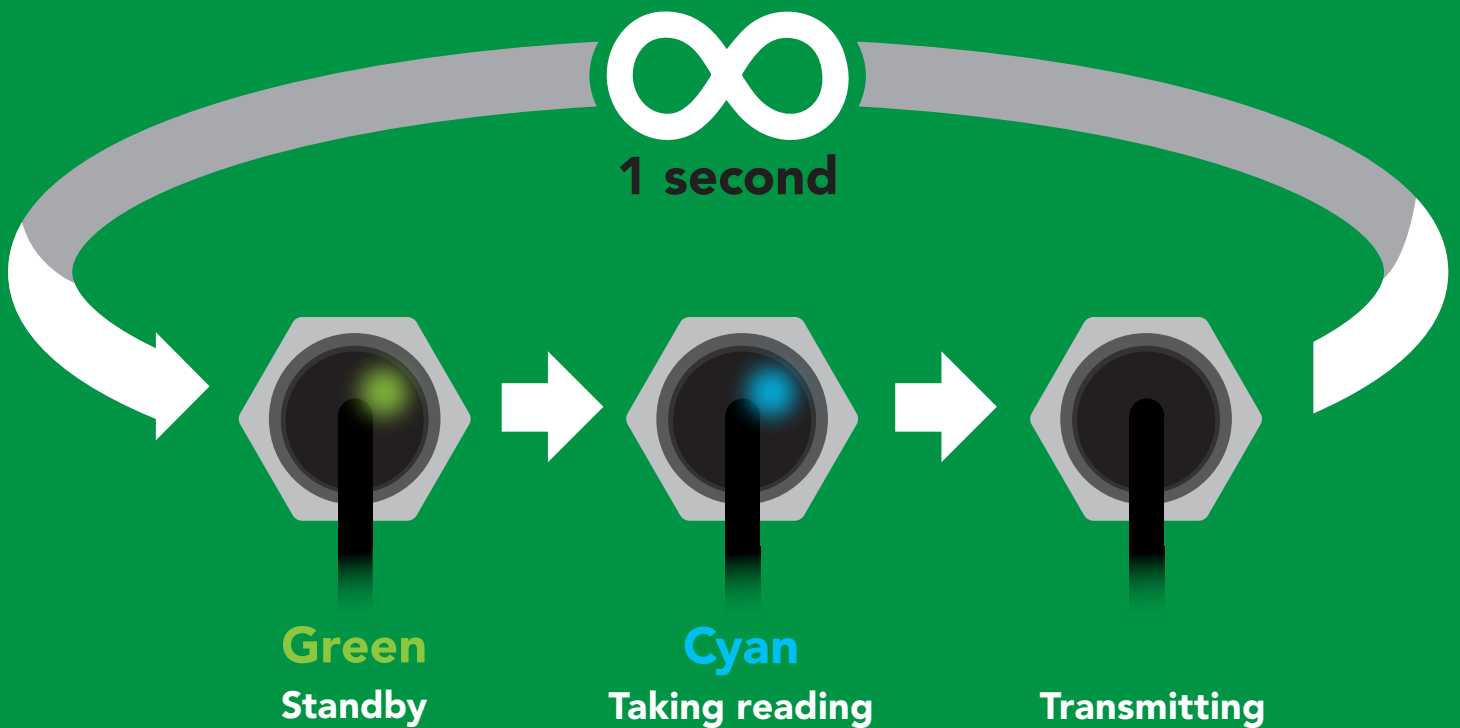 1 second
Green
Standby
Cyan
Taking reading
Transmitting